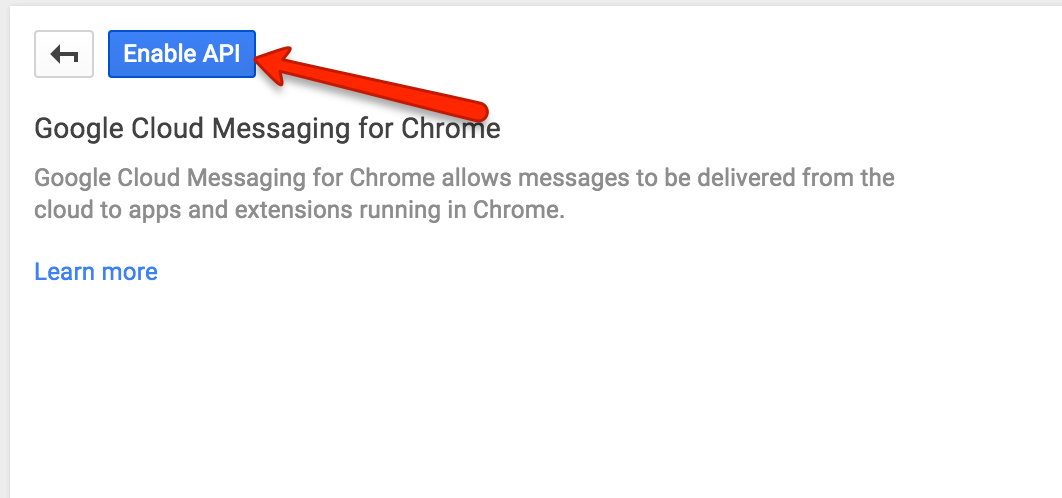 Enable API
Google Cloud Messaging for Chrome
Google Cloud Messaging for Chrome allows messages to be delivered from the
cloud to apps and extensions running in Chrome.
Learn more